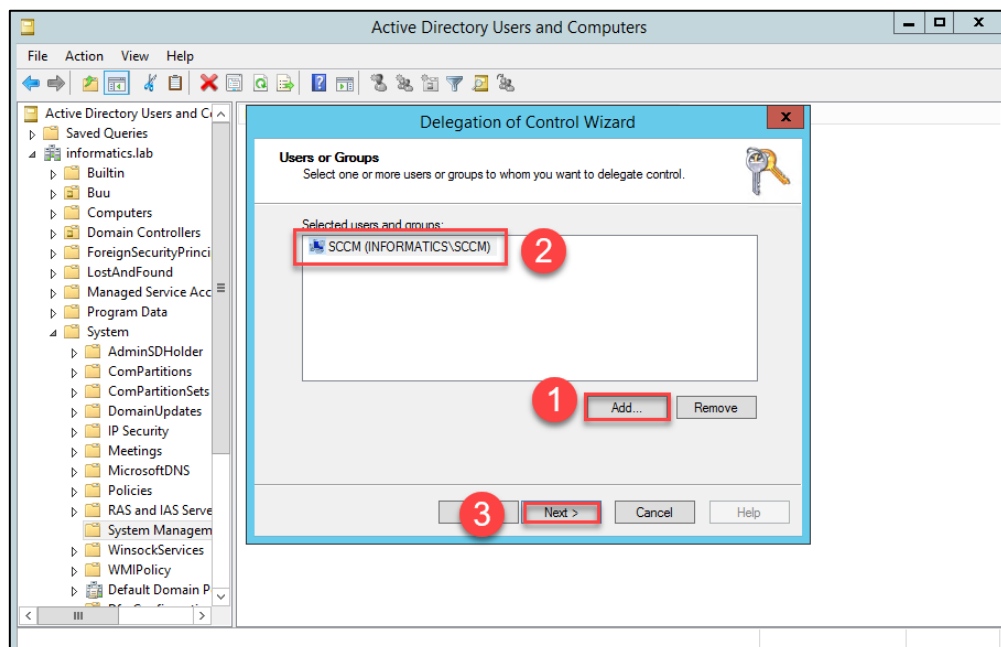 Active Directory Users and Computers
File Action View Help
Active Directory Users and C
Saved Queries
informatics.lab
Builtin
Buu
Computers
Domain Controllers
ForeignSecurityPrinci
LostAndFound
Managed Service Acc
Program Data
System
AdminSDHolder
ComPartitions
ComPartitionSets
DomainUpdates
IP Security
Meetings
MicrosoftDNS
Policies
RAS and IAS Serve
System Managem
WinsockServices
WMIPolicy
Default Domain P
Delegation of Control Wizard
Users or Groups
Select one or more users or groups to whom you want to delegate control.
Selected users and groups:
SCCM (INFORMATICS\SCCM)
2
1
Add... Remove
3
Next > Cancel Help